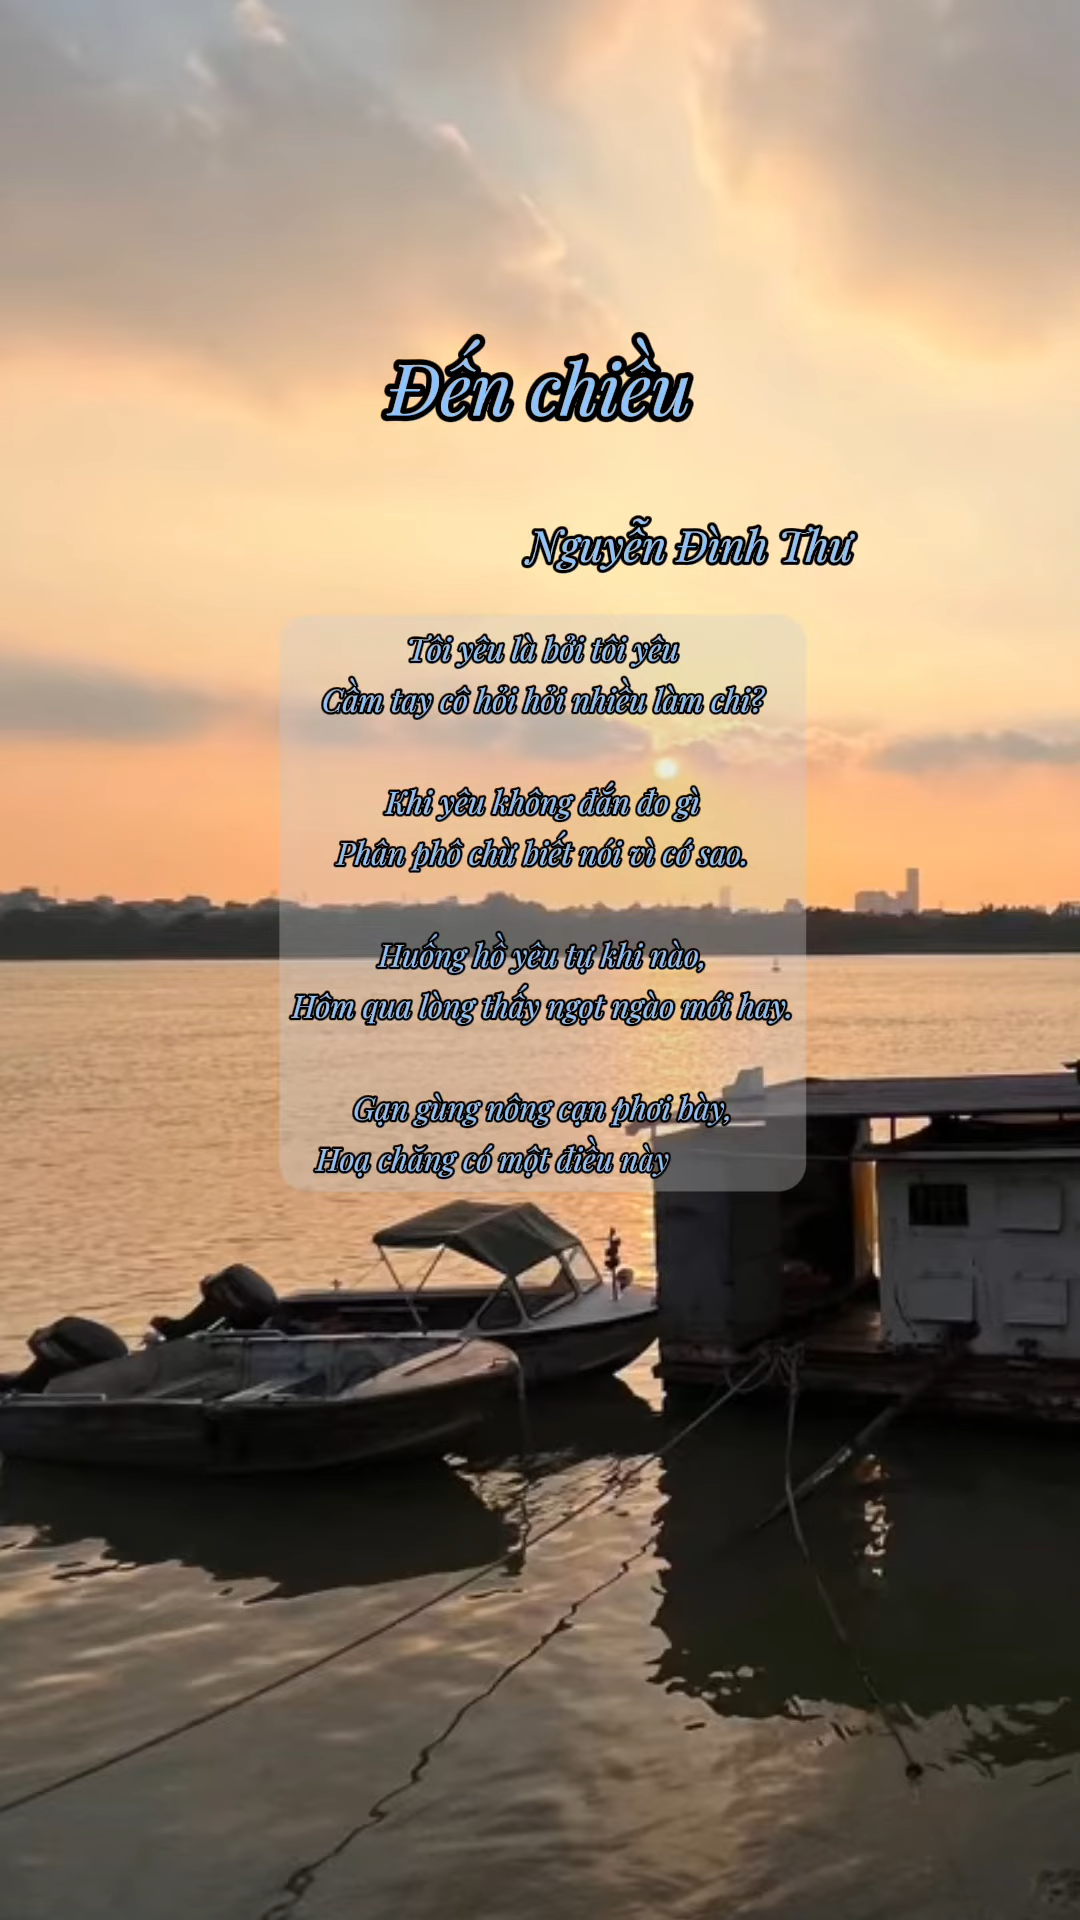 Đến chiều
Nguyễn Đình Thư
Tôi yêu là bởi tôi yêu
Cầm tay cô hỏi hỏi nhiều làm chi?
Khi yêu không đắn đo gì
Phân phô chừ biết nói vì cớ sao.
Huống hồ yêu tự khi nào,
Hôm qua lòng thấy ngọt ngào mới hay.
Gạn gùng nông cạn phơi bày,
Hoạ chăng có một điều này